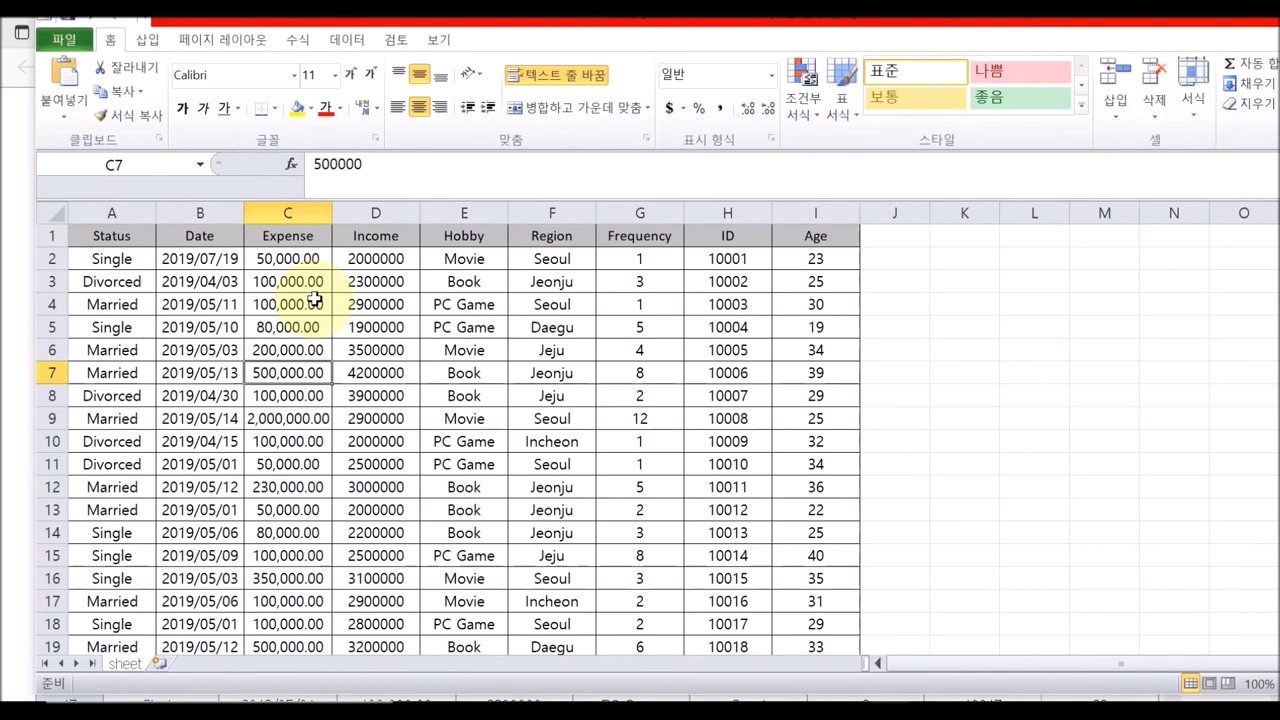 파일 홈 삽입 페이지 레이아웃 수식 데이터 검토 보기
붙여넣기 잘라내기 복사 서식 복사 클립보드
Calibri 11 가 가
가 가 가 글꼴
텍스트 줄 바꿈
병합하고 가운데 맞춤
맞춤
일반
$ % , 표시 형식
조건부 서식 표 서식
표준 나쁨
보통 좋음
스타일
삽입 삭제 서식
셀
자동
채우
지우기
C7 fx 500000
A B C D E F G H I J K L M N O
1 Status Date Expense Income Hobby Region Frequency ID Age
2 Single 2019/07/19 50,000.00 2000000 Movie Seoul 1 10001 23
3 Divorced 2019/04/03 100,000.00 2300000 Book Jeonju 3 10002 25
4 Married 2019/05/11 100,000.00 2900000 PC Game Seoul 1 10003 30
5 Single 2019/05/10 80,000.00 1900000 PC Game Daegu 5 10004 19
6 Married 2019/05/03 200,000.00 3500000 Movie Jeju 4 10005 34
7 Married 2019/05/13 500,000.00 4200000 Book Jeonju 8 10006 39
8 Divorced 2019/04/30 100,000.00 3900000 Book Jeju 2 10007 29
9 Married 2019/05/14 2,000,000.00 2900000 Movie Seoul 12 10008 25
10 Divorced 2019/04/15 100,000.00 2000000 PC Game Incheon 1 10009 32
11 Divorced 2019/05/01 50,000.00 2500000 PC Game Seoul 1 10010 34
12 Married 2019/05/12 230,000.00 3000000 Book Jeonju 5 10011 36
13 Married 2019/05/01 50,000.00 2000000 Book Jeonju 2 10012 22
14 Single 2019/05/06 80,000.00 2200000 Book Jeonju 3 10013 25
15 Single 2019/05/09 100,000.00 2500000 PC Game Jeju 8 10014 40
16 Single 2019/05/03 350,000.00 3100000 Movie Seoul 3 10015 35
17 Married 2019/05/06 100,000.00 2900000 Movie Incheon 2 10016 31
18 Single 2019/05/01 100,000.00 2800000 PC Game Seoul 2 10017 29
19 Married 2019/05/12 500,000.00 3200000 Book Daegu 6 10018 33
sheet
준비 100%